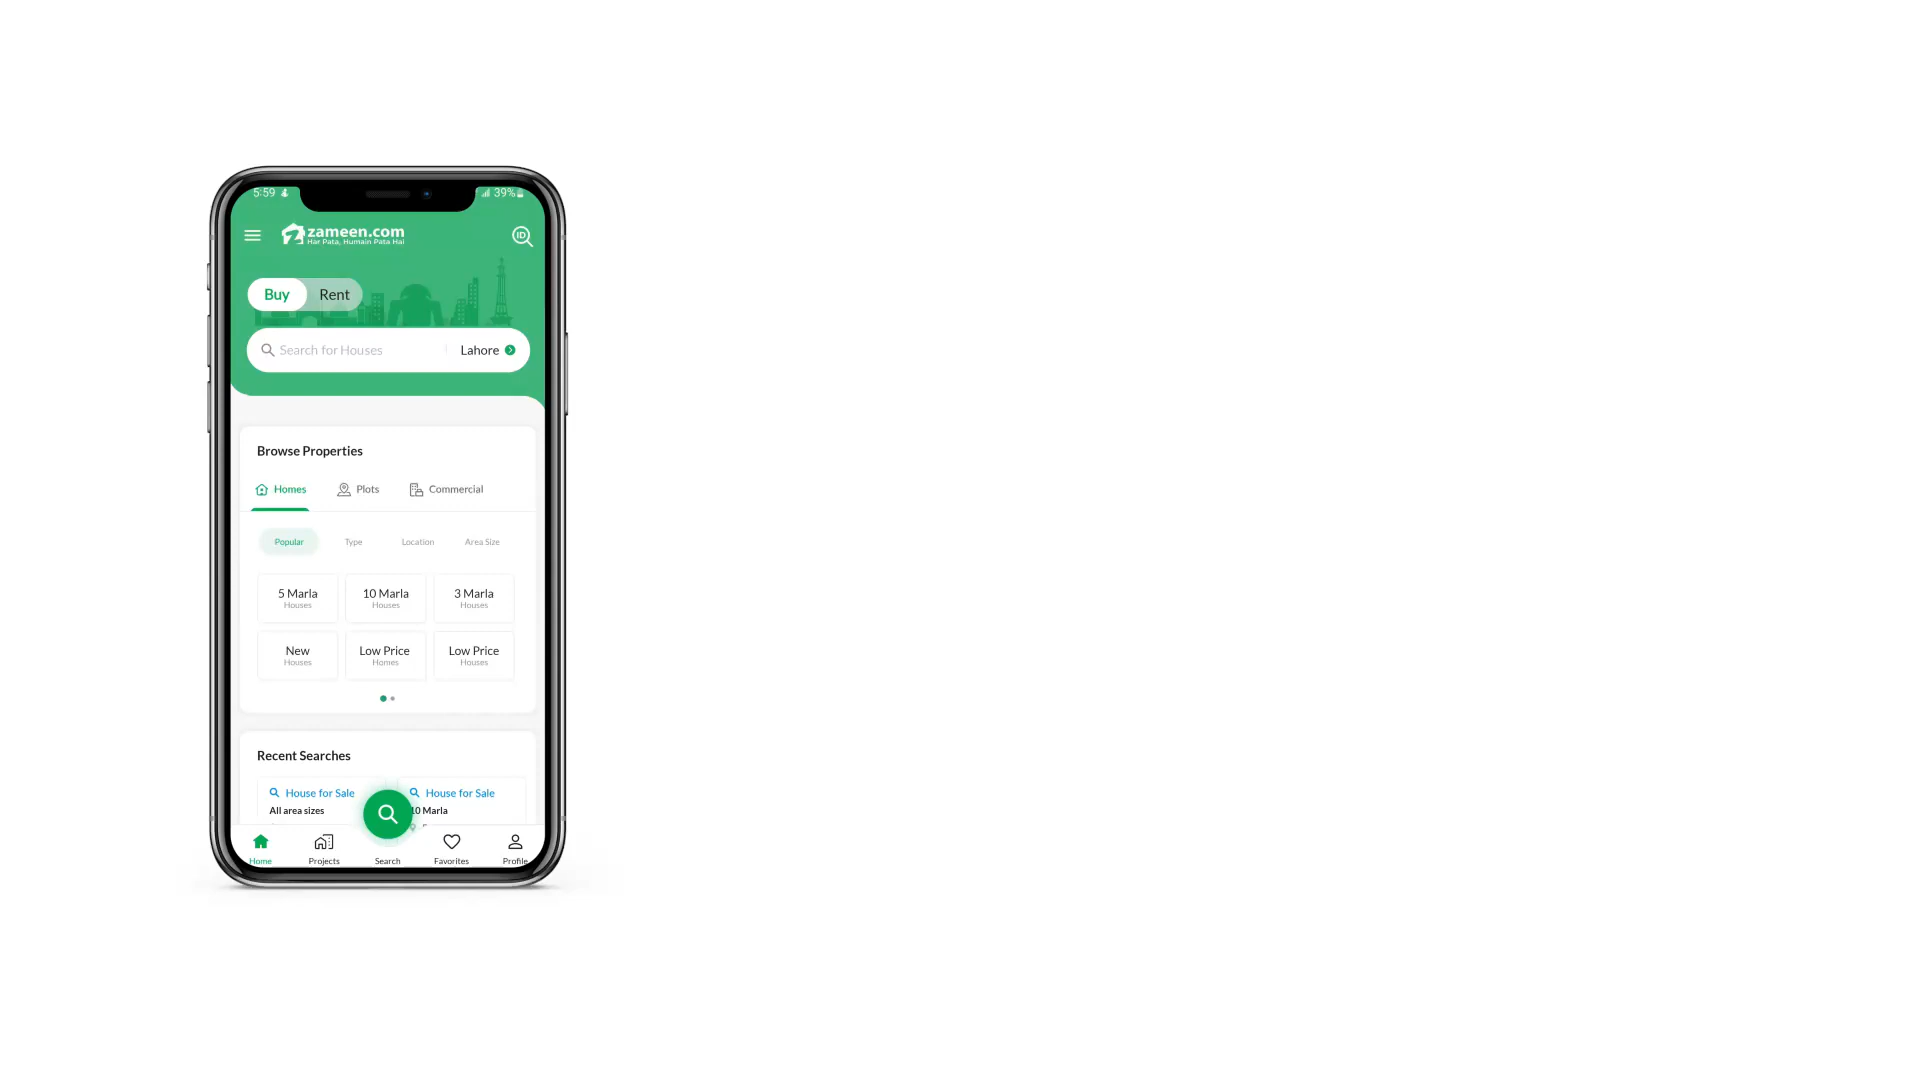 5:59
39%
zameen.com
Har Pata, Humain Pata Hai
ID
Buy Rent
Search for Houses Lahore
Browse Properties
Homes Plots Commercial
Popular Type Location Area Size
5 Marla 10 Marla 3 Marla
Houses Houses Houses
New Low Price Low Price
Houses Homes Houses
Recent Searches
House for Sale House for Sale
All area sizes 10 Marla
Home Projects Search Favorites Profile